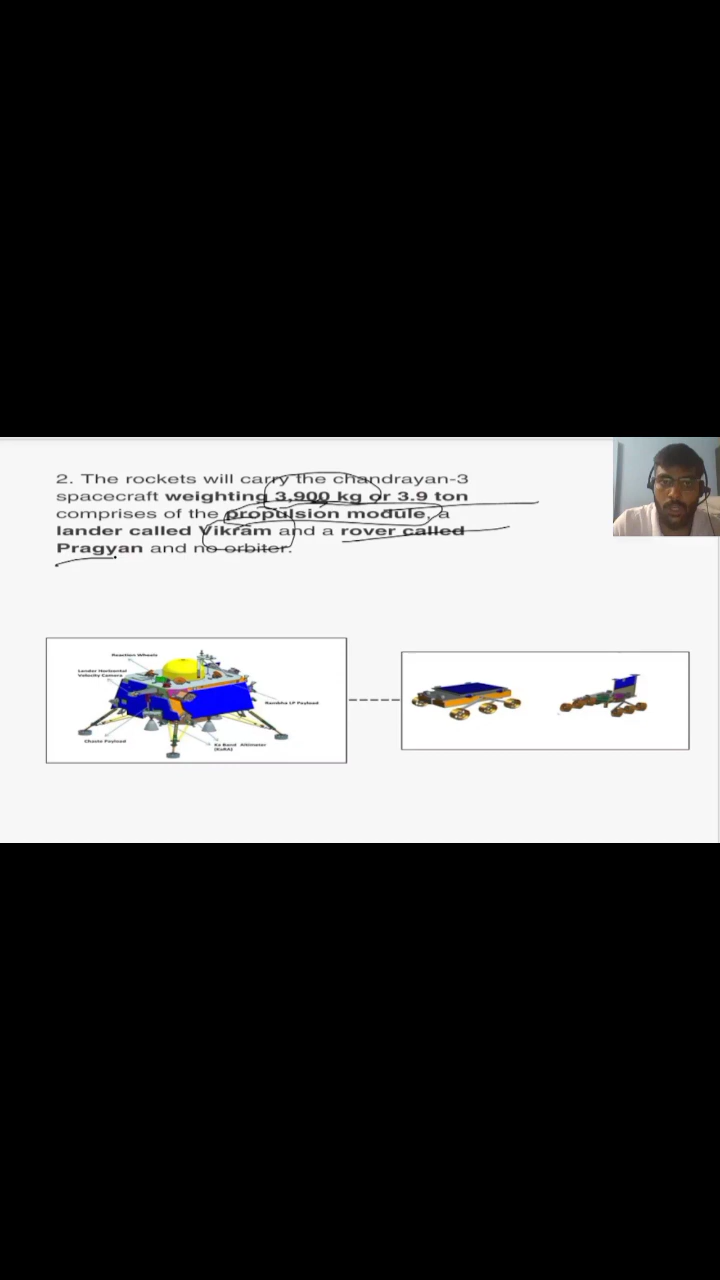 2. The rockets will carry the chandrayan-3
spacecraft weighting 3,900 kg or 3.9 ton
comprises of the propulsion module, a
lander called Vikram and a rover called
Pragyan and no orbiter.
Reaction Wheels
Lander Horizontal
Velocity Camera
Rambha LP Payload
Chaste Payload
Ka Band Altimeter
(KaRA)